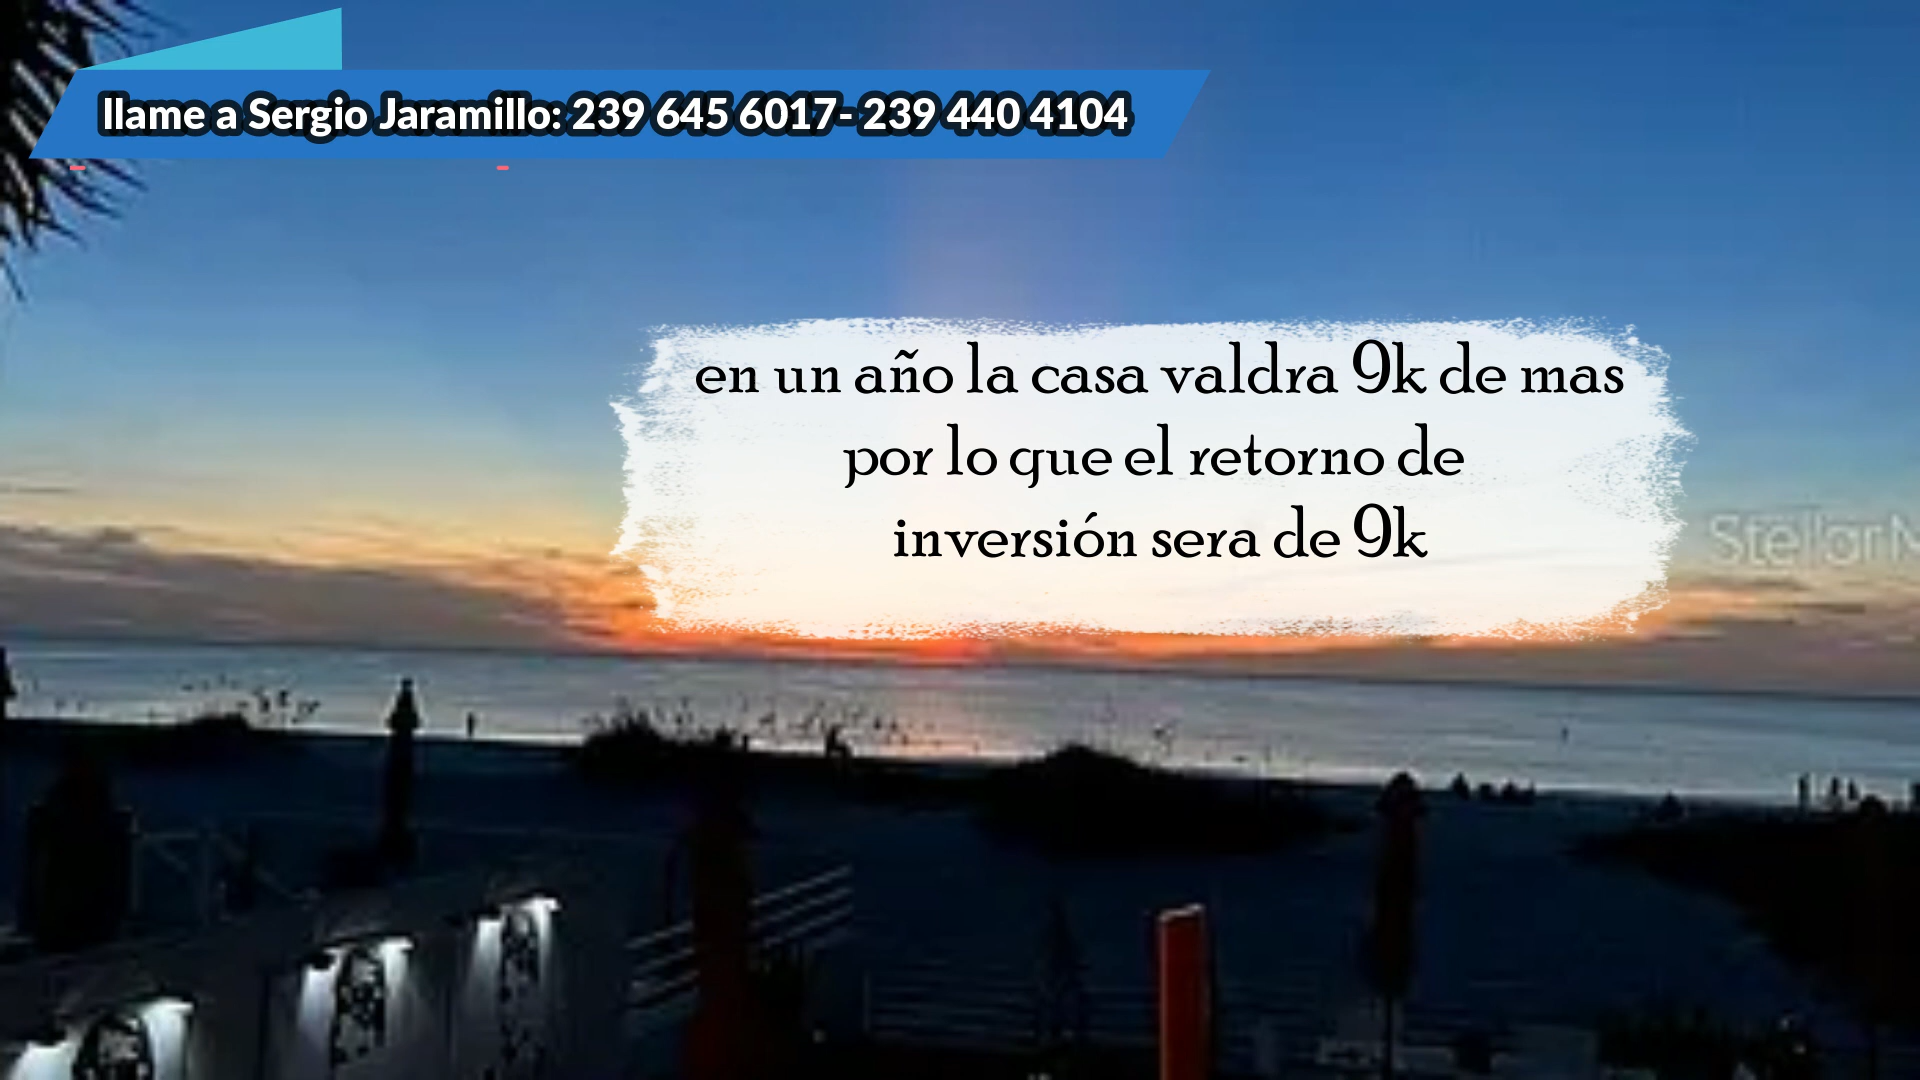 llame a Sergio Jaramillo: 239 645 6017- 239 440 4104
en un año la casa valdra 9k de mas
por lo que el retorno de
inversión sera de 9k
Stellar